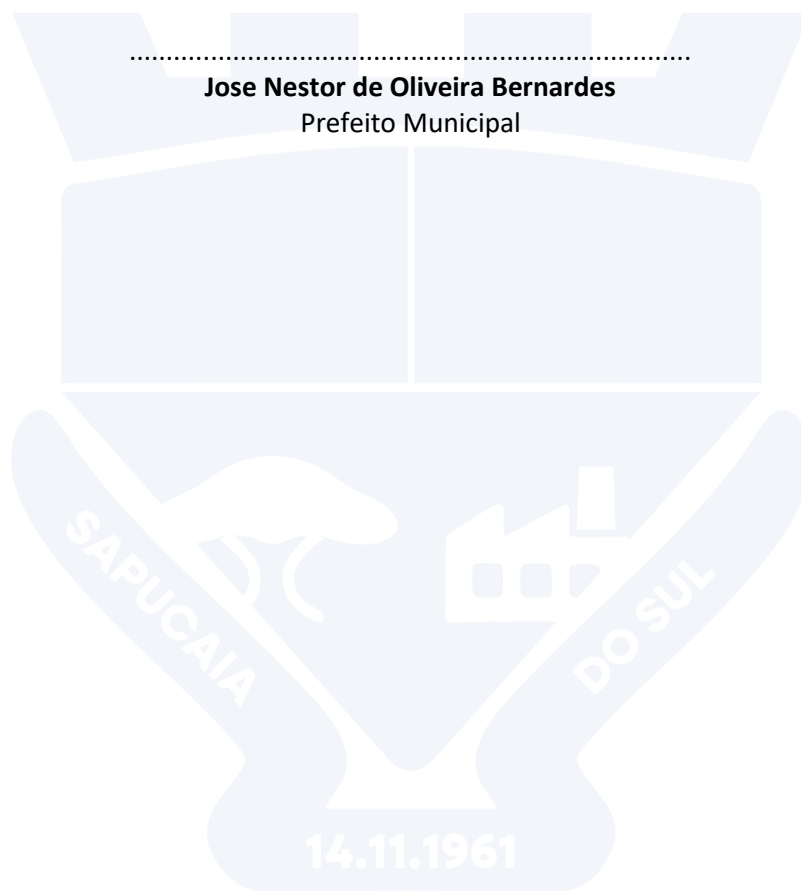 ........................................................................
Jose Nestor de Oliveira Bernardes
Prefeito Municipal
SAPUCAIA
DO SUL
14.11.1961